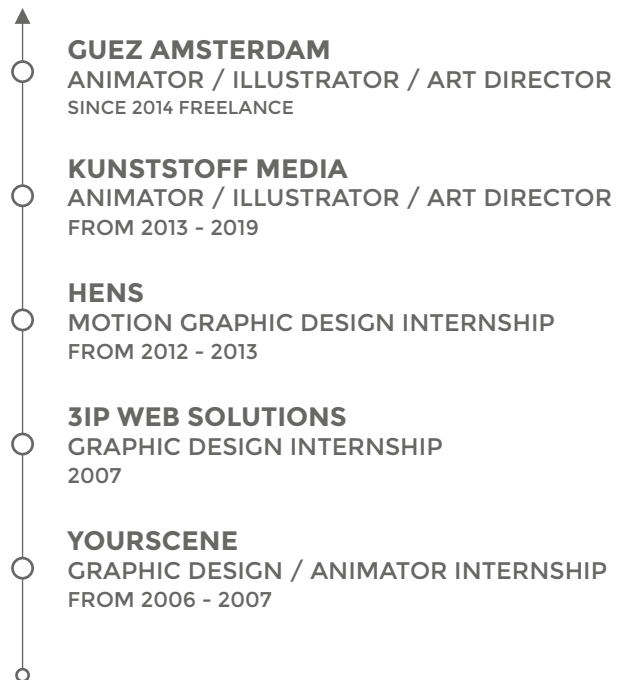 GUEZ AMSTERDAM
ANIMATOR / ILLUSTRATOR / ART DIRECTOR
SINCE 2014 FREELANCE
KUNSTSTOFF MEDIA
ANIMATOR / ILLUSTRATOR / ART DIRECTOR
FROM 2013 - 2019
HENS
MOTION GRAPHIC DESIGN INTERNSHIP
FROM 2012 - 2013
3IP WEB SOLUTIONS
GRAPHIC DESIGN INTERNSHIP
2007
YOURSCENE
GRAPHIC DESIGN / ANIMATOR INTERNSHIP
FROM 2006 - 2007